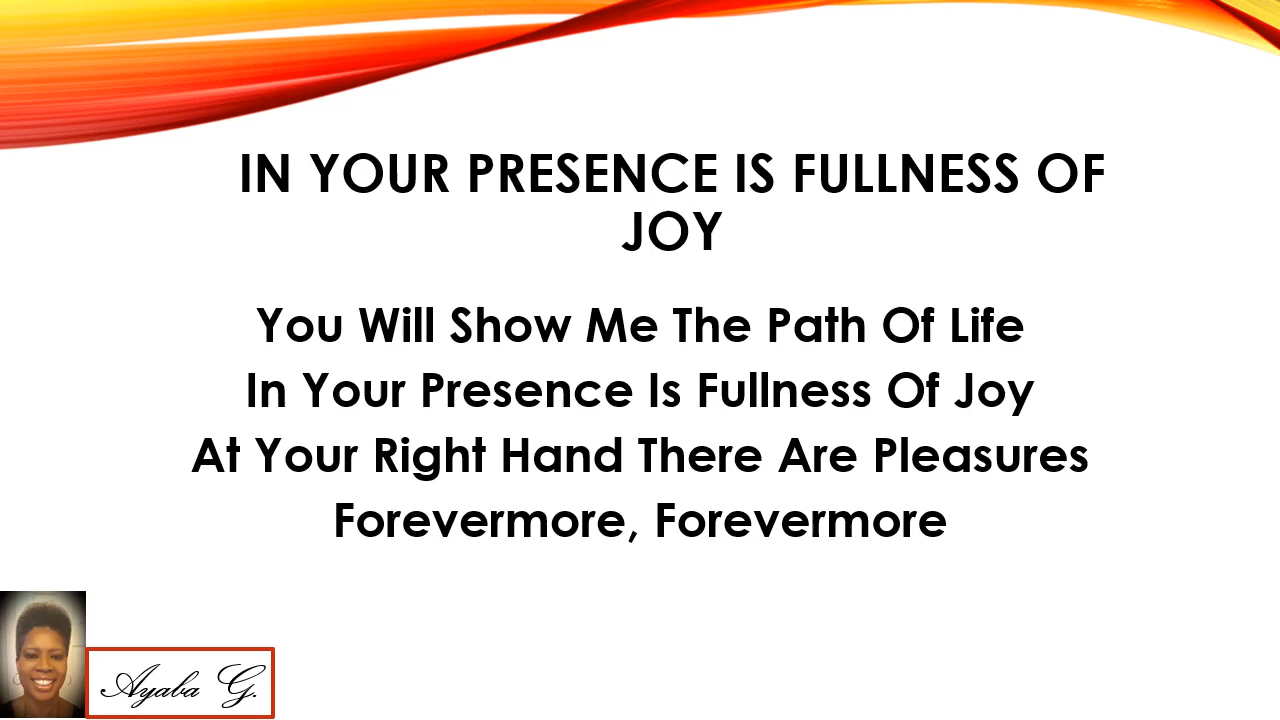 IN YOUR PRESENCE IS FULLNESS OF
JOY
You Will Show Me The Path Of Life
In Your Presence Is Fullness Of Joy
At Your Right Hand There Are Pleasures
Forevermore, Forevermore
Ayaba G.